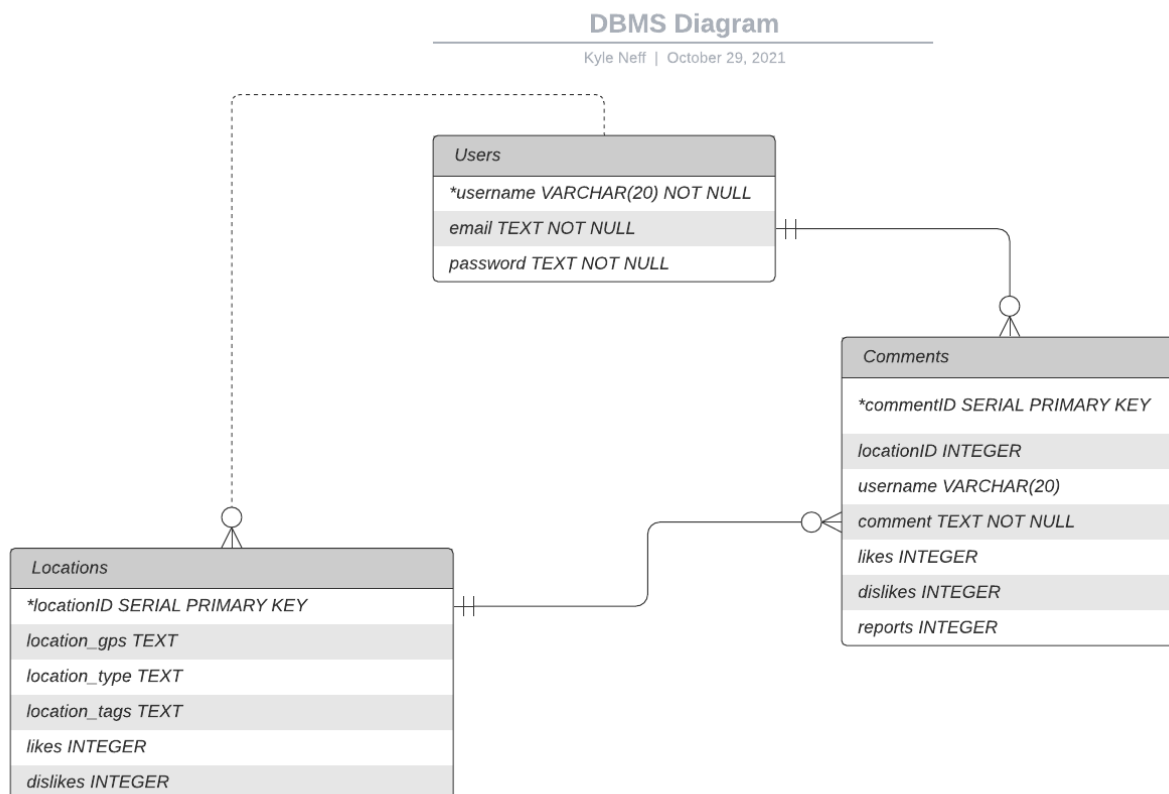 DBMS Diagram
Kyle Neff | October 29, 2021
Users
*username VARCHAR(20) NOT NULL
email TEXT NOT NULL
password TEXT NOT NULL
Comments
*commentID SERIAL PRIMARY KEY
locationID INTEGER
username VARCHAR(20)
comment TEXT NOT NULL
likes INTEGER
dislikes INTEGER
reports INTEGER
Locations
*locationID SERIAL PRIMARY KEY
location_gps TEXT
location_type TEXT
location_tags TEXT
likes INTEGER
dislikes INTEGER